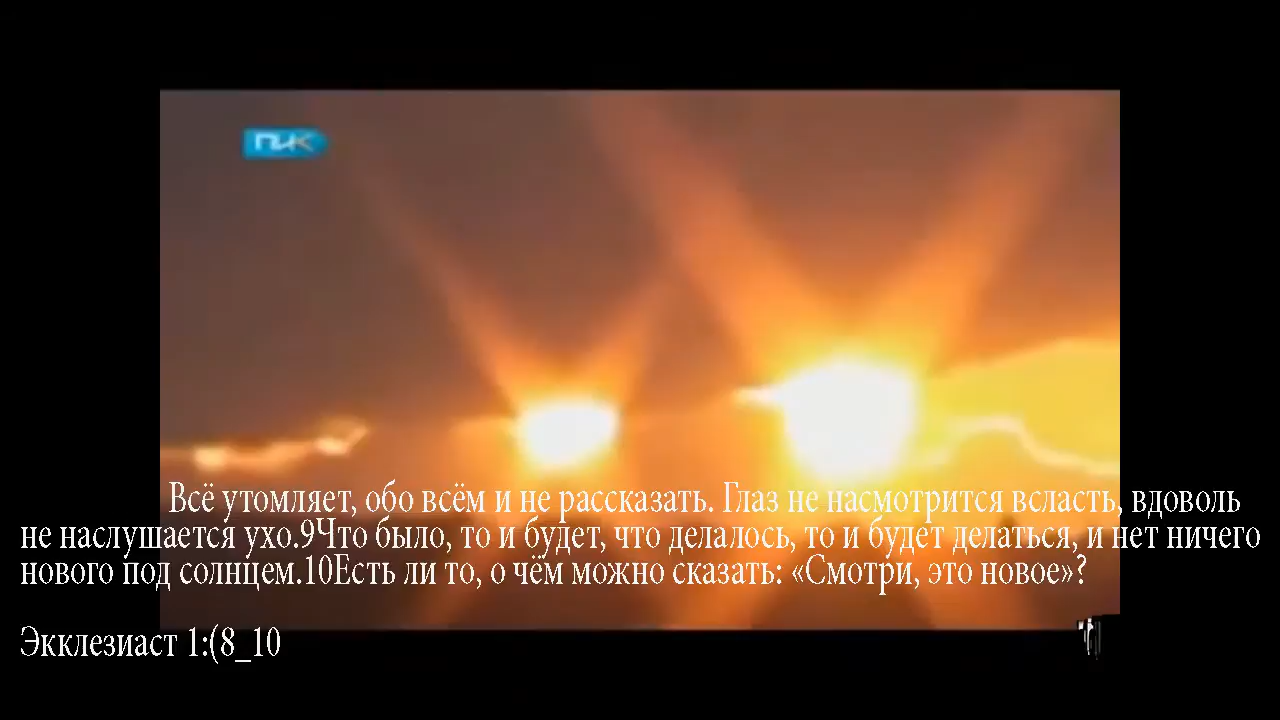 ПИК
Всё утомляет, обо всём и не рассказать. Глаз не насмотрится всласть, вдоволь
не наслушается ухо.9Что было, то и будет, что делалось, то и будет делаться, и нет ничего
нового под солнцем.10Есть ли то, о чём можно сказать: «Смотри, это новое»?
Экклезиаст 1:(8_10